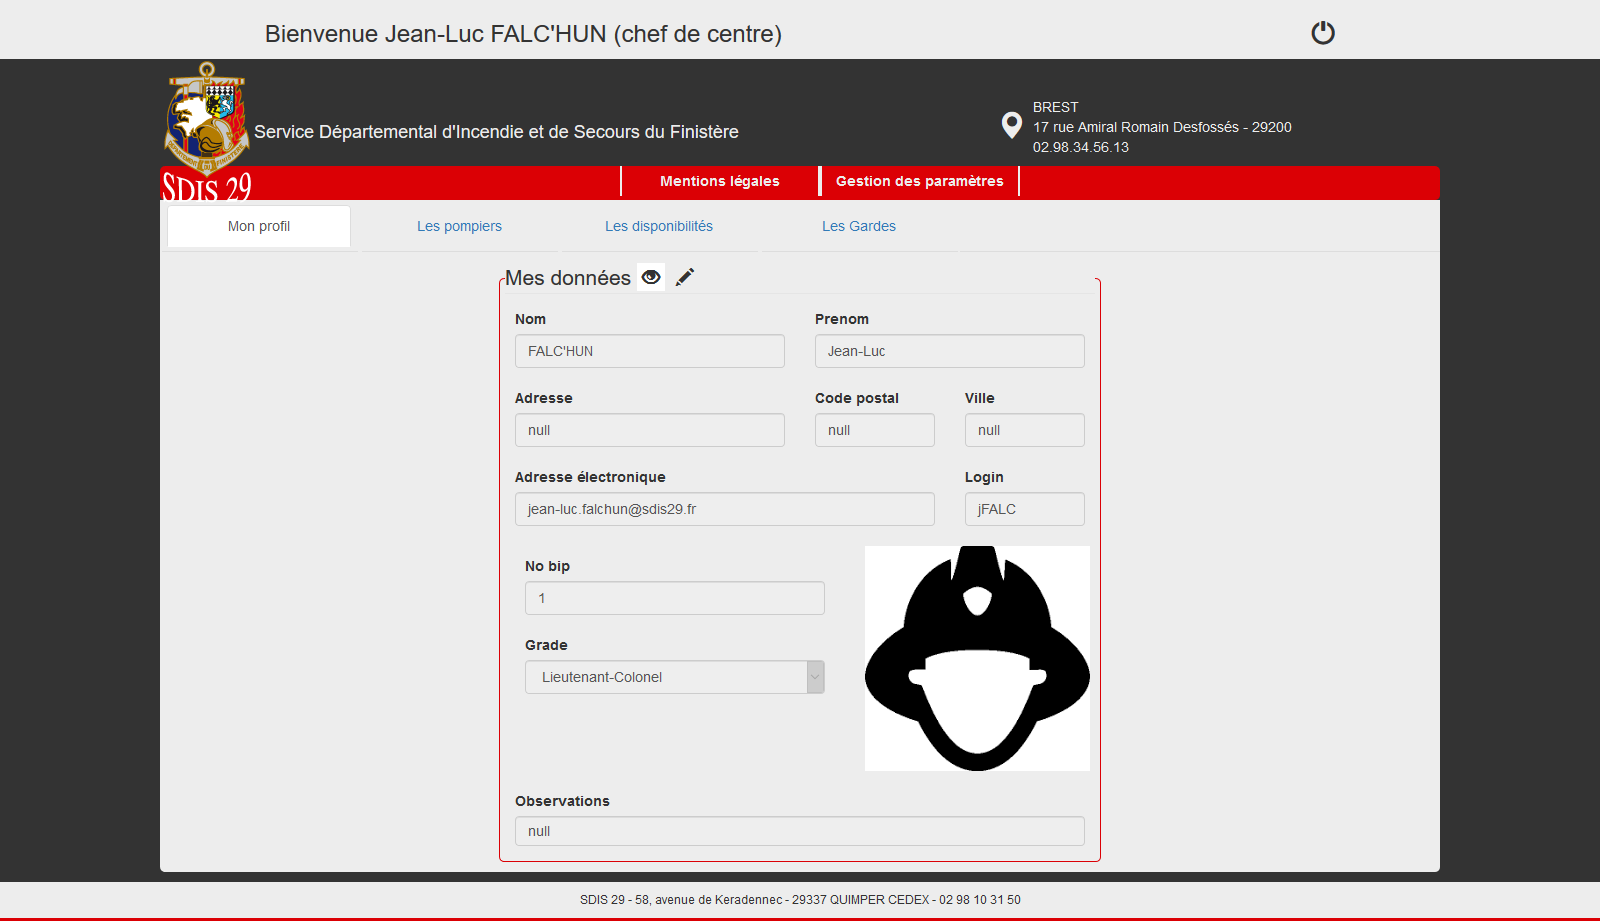 Bienvenue Jean-Luc FALC'HUN (chef de centre)
BREST
Service Départemental d'Incendie et de Secours du Finistère
17 rue Amiral Romain Desfossés - 29200
02.98.34.56.13
SDIS 29
Mentions légales
Gestion des paramètres
Mon profil
Les pompiers
Les disponibilités
Les Gardes
Mes données
Nom
Prenom
FALC'HUN
Jean-Luc
Adresse
Code postal
Ville
null
null
null
Adresse électronique
Login
jean-luc.falchun@sdis29.fr
jFALC
No bip
1
Grade
Lieutenant-Colonel
Observations
null
SDIS 29 - 58, avenue de Keradennec - 29337 QUIMPER CEDEX - 02 98 10 31 50